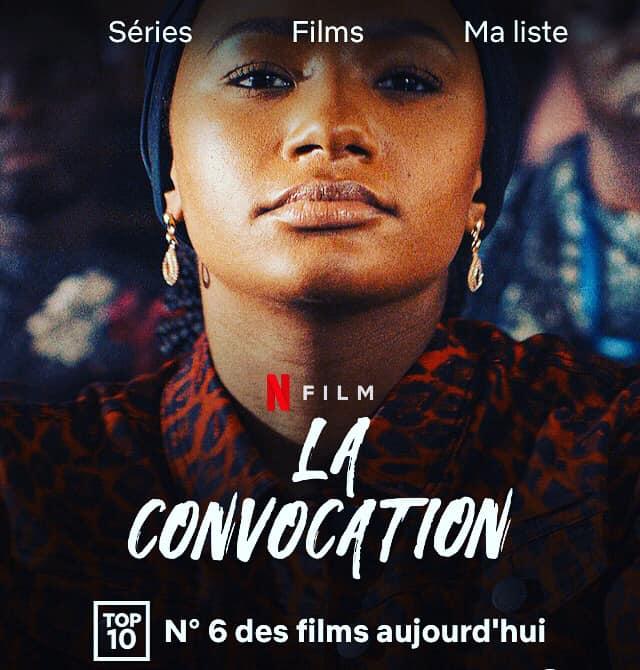 Séries Films Ma liste
N FILM
LA
CONVOCATION
TOP
10
N° 6 des films aujourd'hui